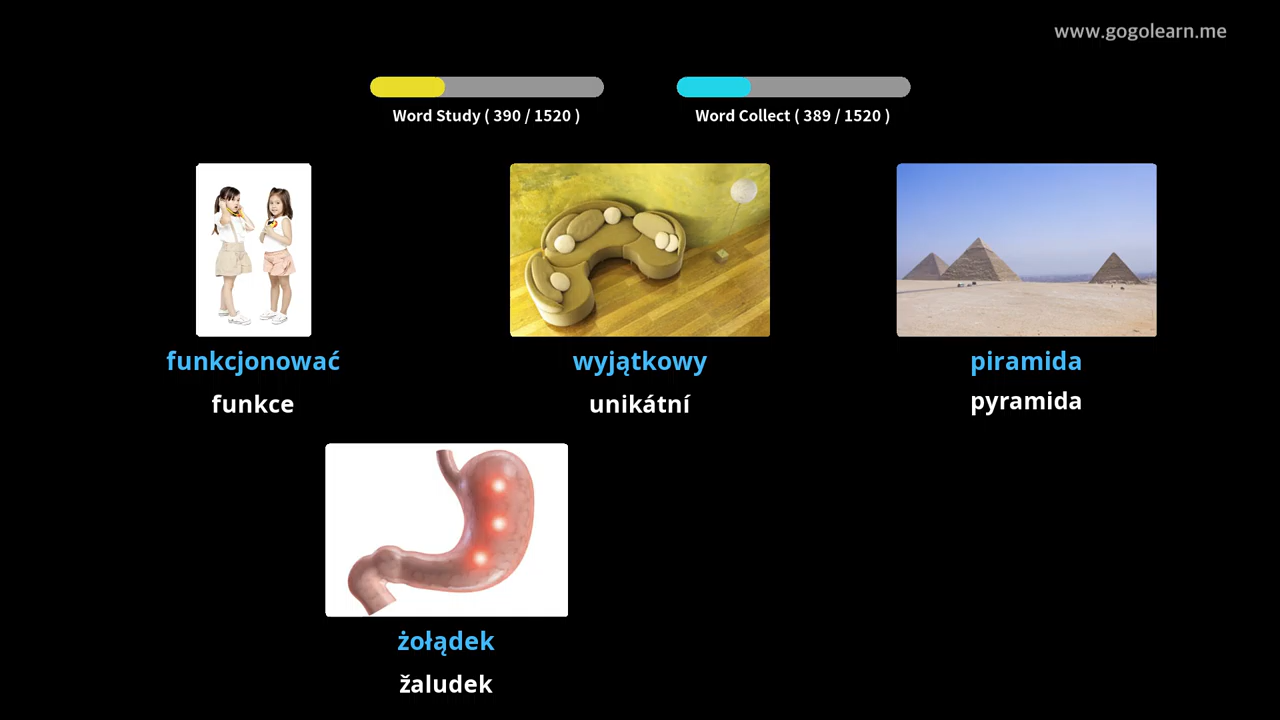 www.gogolearn.me
Word Study ( 390 / 1520 )
Word Collect ( 389 / 1520 )
funkcjonować
funkce
wyjątkowy
unikátní
piramida
pyramida
żołądek
žaludek